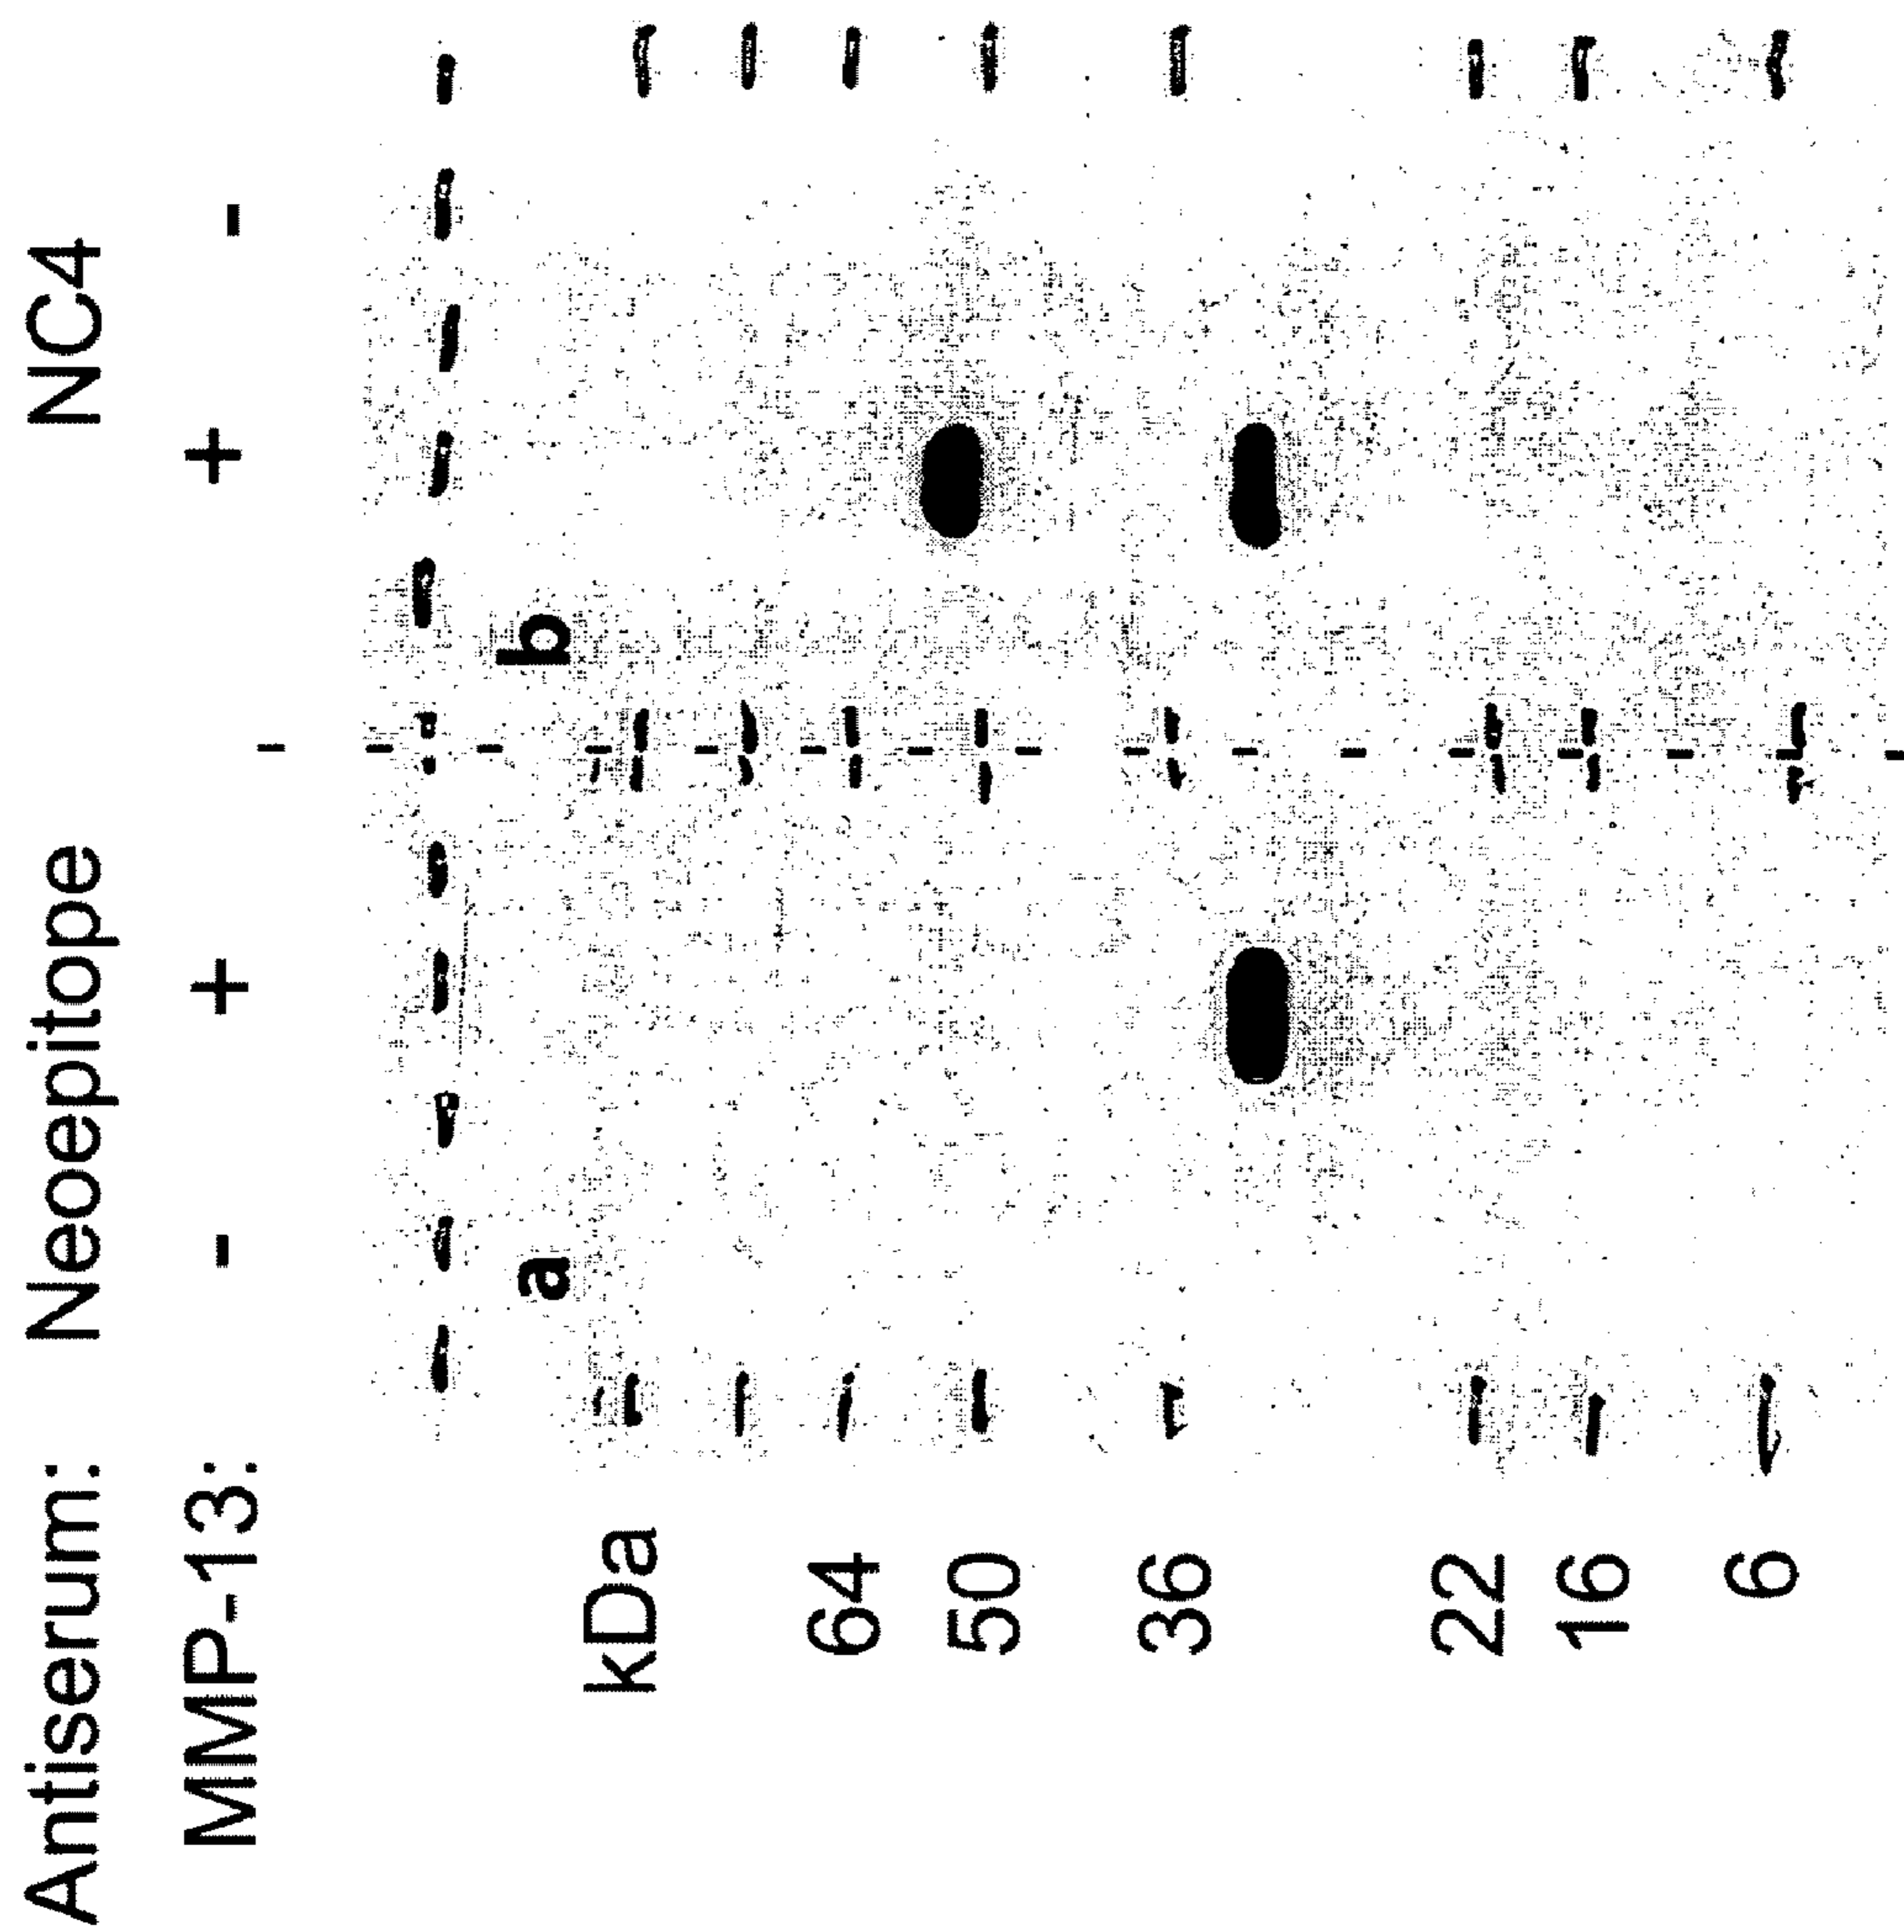 Antiserum: Neoepitope NC4
MMP-13: - + + -
a b
kDa
64
50
36
22
16
6